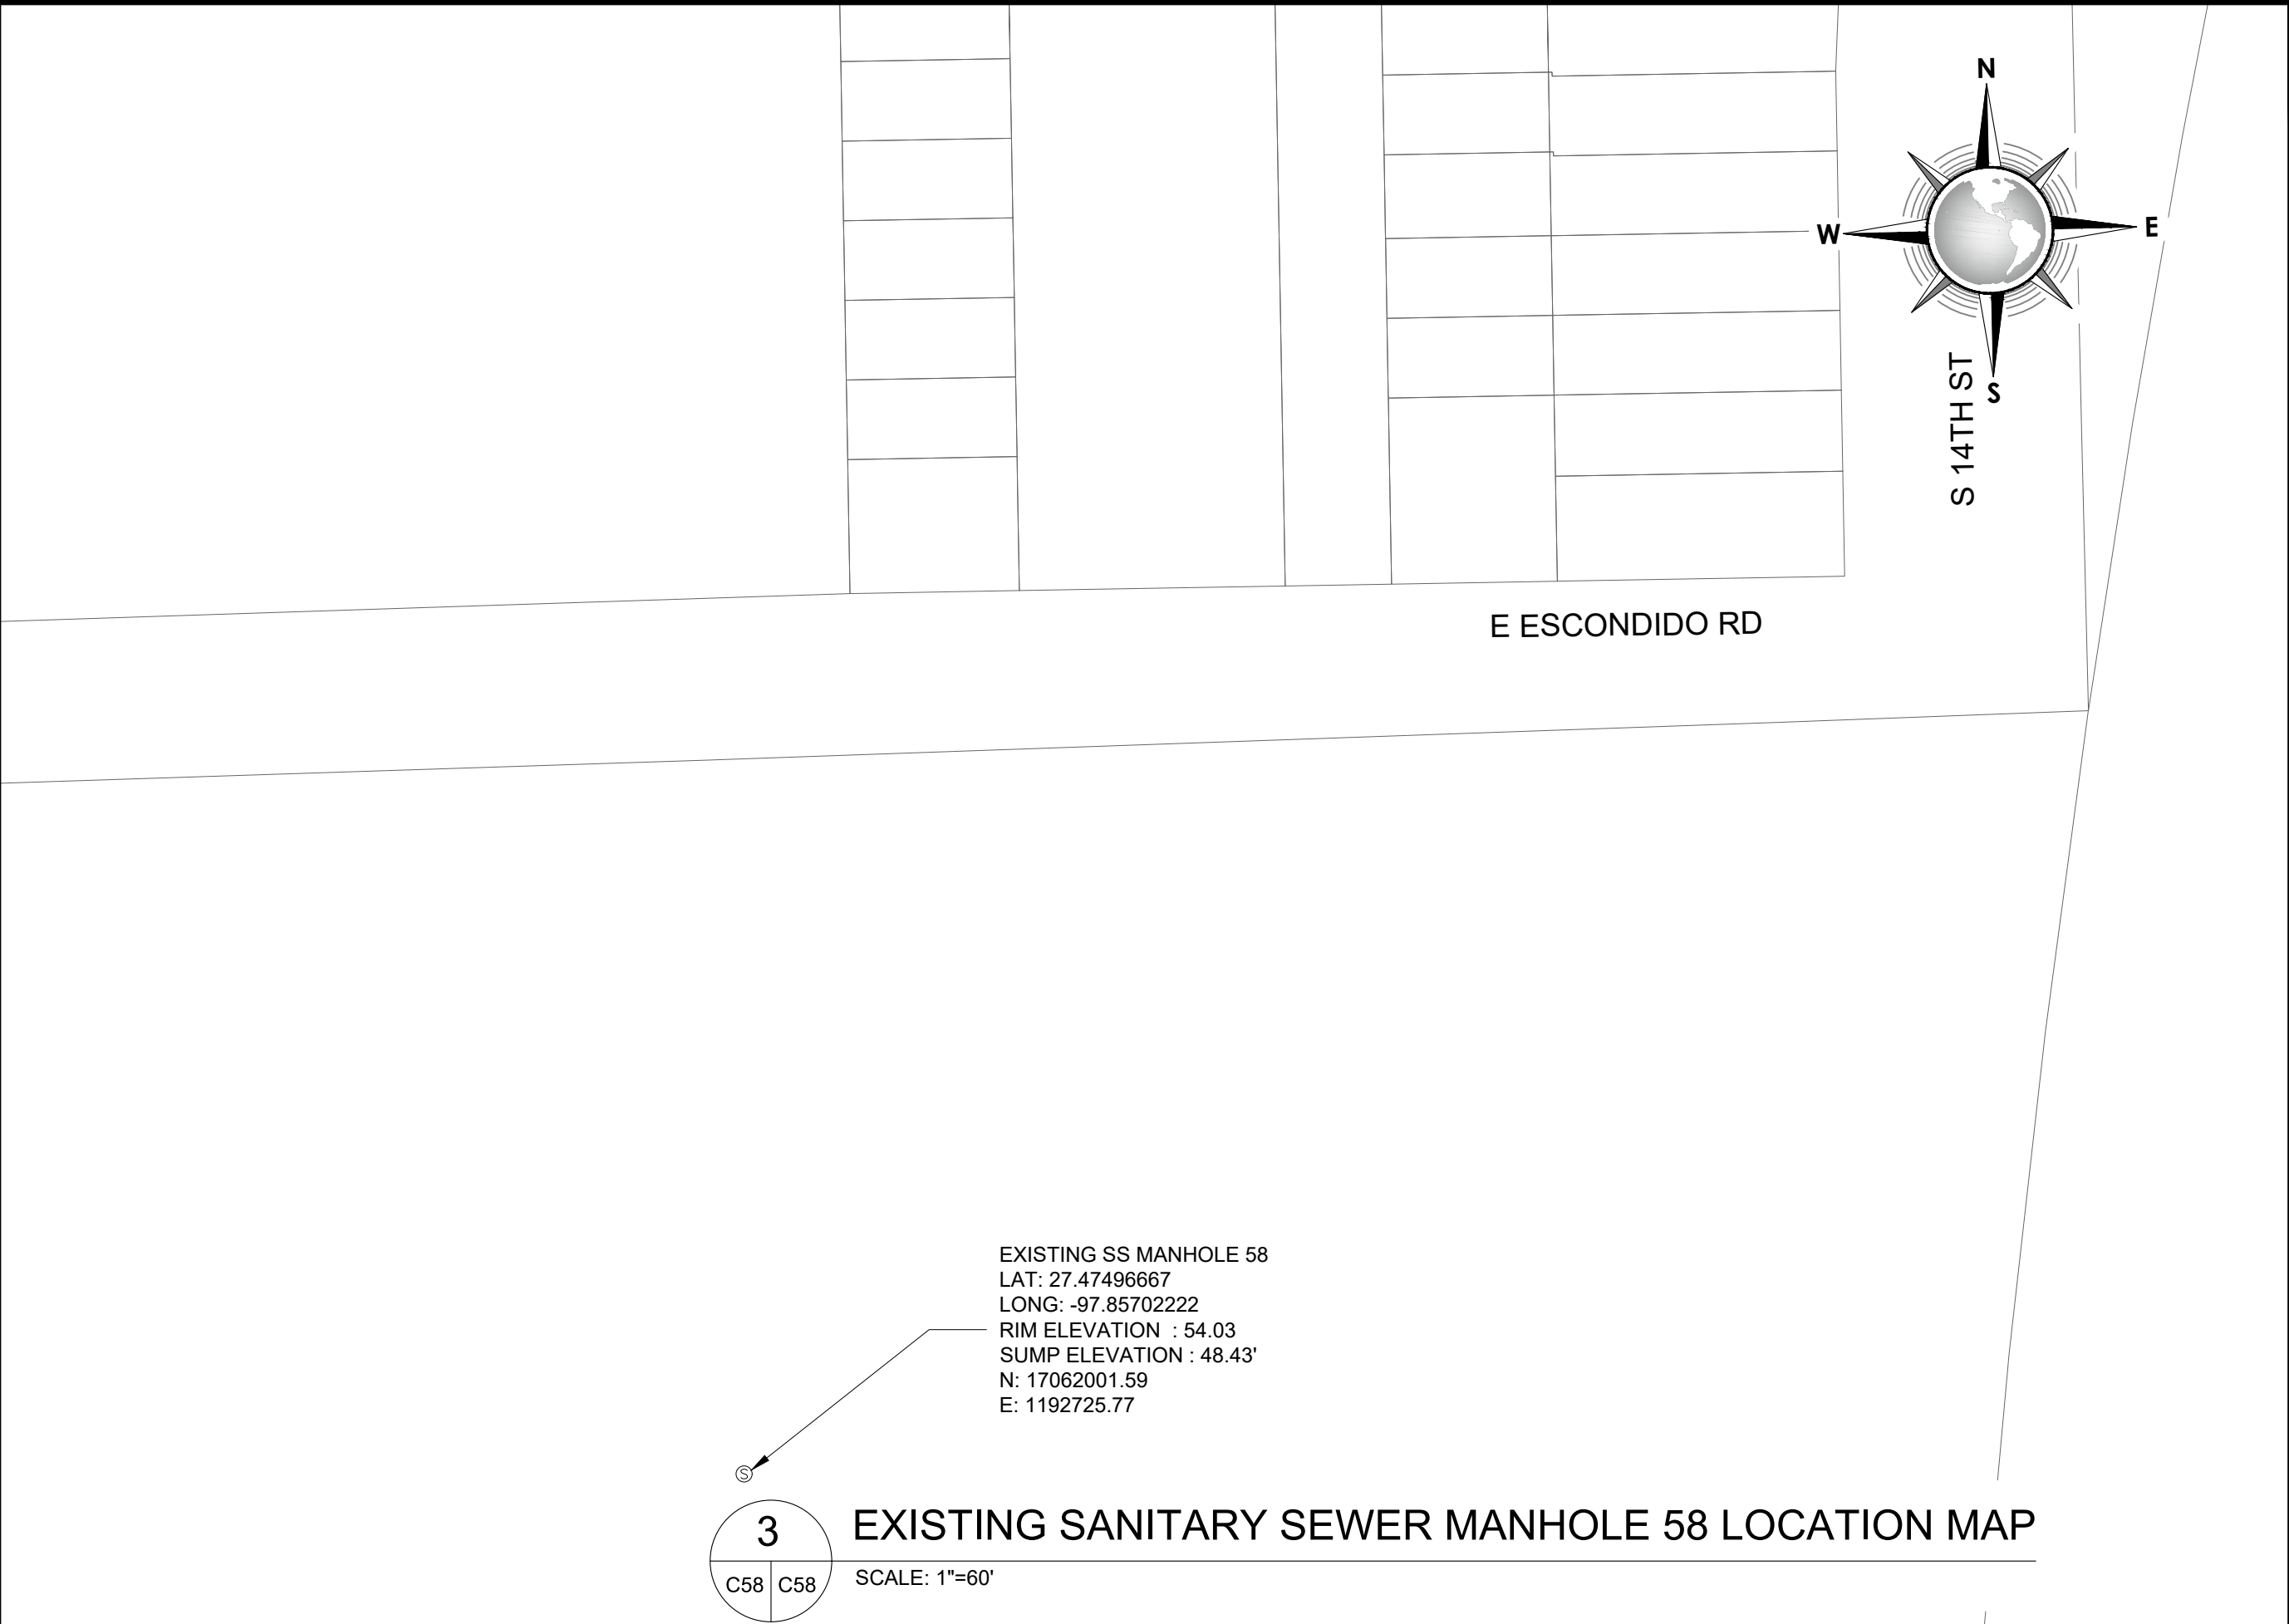 N
W
E
S
S 14TH ST
E ESCONDIDO RD
EXISTING SS MANHOLE 58
LAT: 27.47496667
LONG: -97.85702222
RIM ELEVATION : 54.03
SUMP ELEVATION : 48.43'
N: 17062001.59
E: 1192725.77
S
3
C58
C58
EXISTING SANITARY SEWER MANHOLE 58 LOCATION MAP
SCALE: 1"=60'